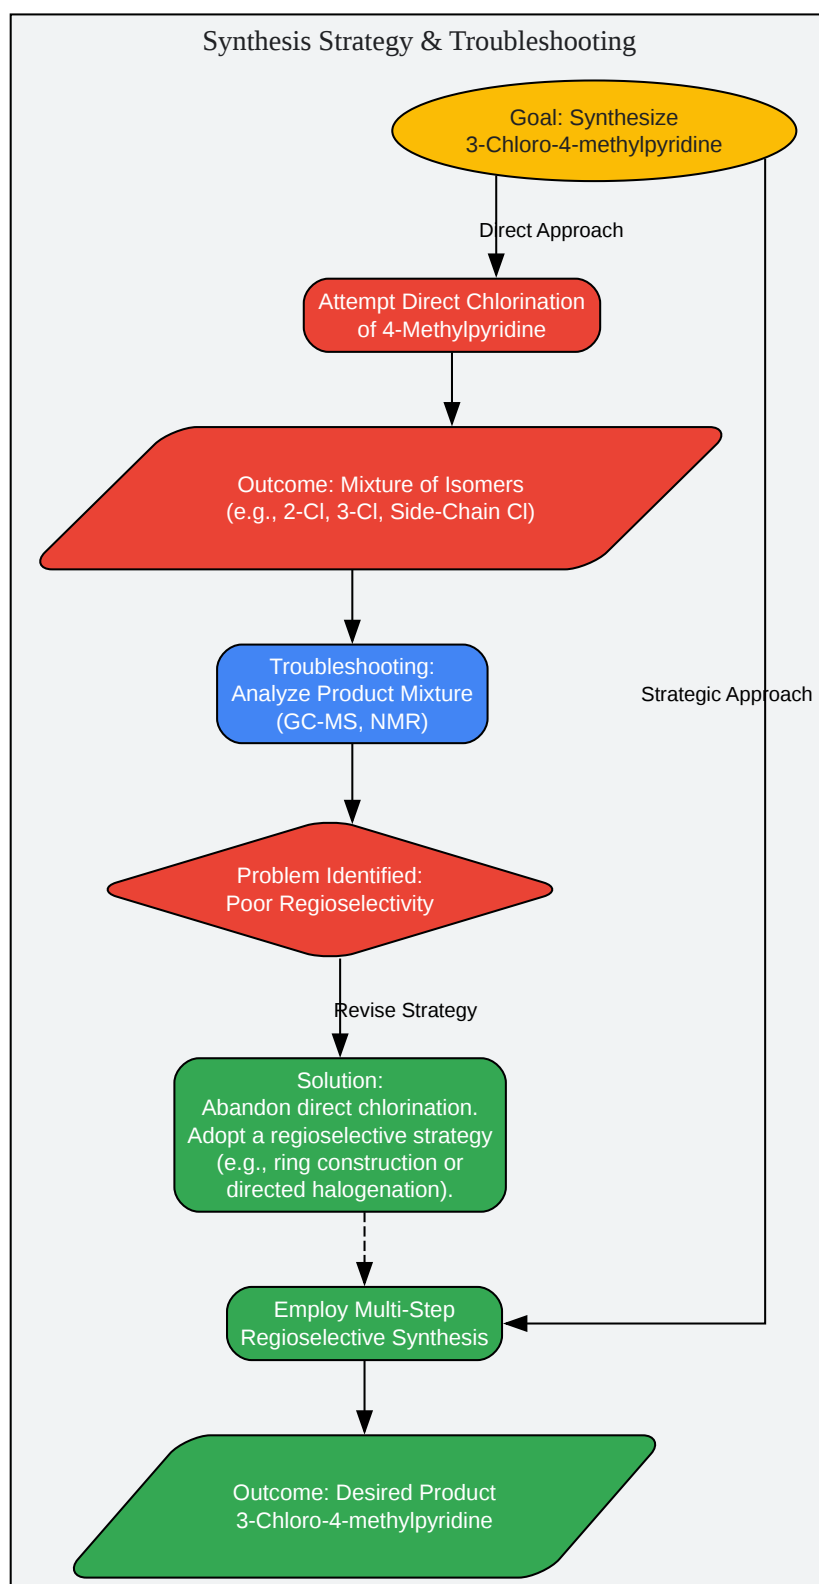 Synthesis Strategy & Troubleshooting
Goal: Synthesize
3-Chloro-4-methylpyridine
Direct Approach
Attempt Direct Chlorination
of 4-Methylpyridine
Outcome: Mixture of Isomers
(e.g., 2-Cl, 3-Cl, Side-Chain Cl)
Troubleshooting:
Analyze Product Mixture
(GC-MS, NMR)
Strategic Approach
Problem Identified:
Poor Regioselectivity
Revise Strategy
Solution:
Abandon direct chlorination.
Adopt a regioselective strategy
(e.g., ring construction or
directed halogenation).
Employ Multi-Step
Regioselective Synthesis
Outcome: Desired Product
3-Chloro-4-methylpyridine